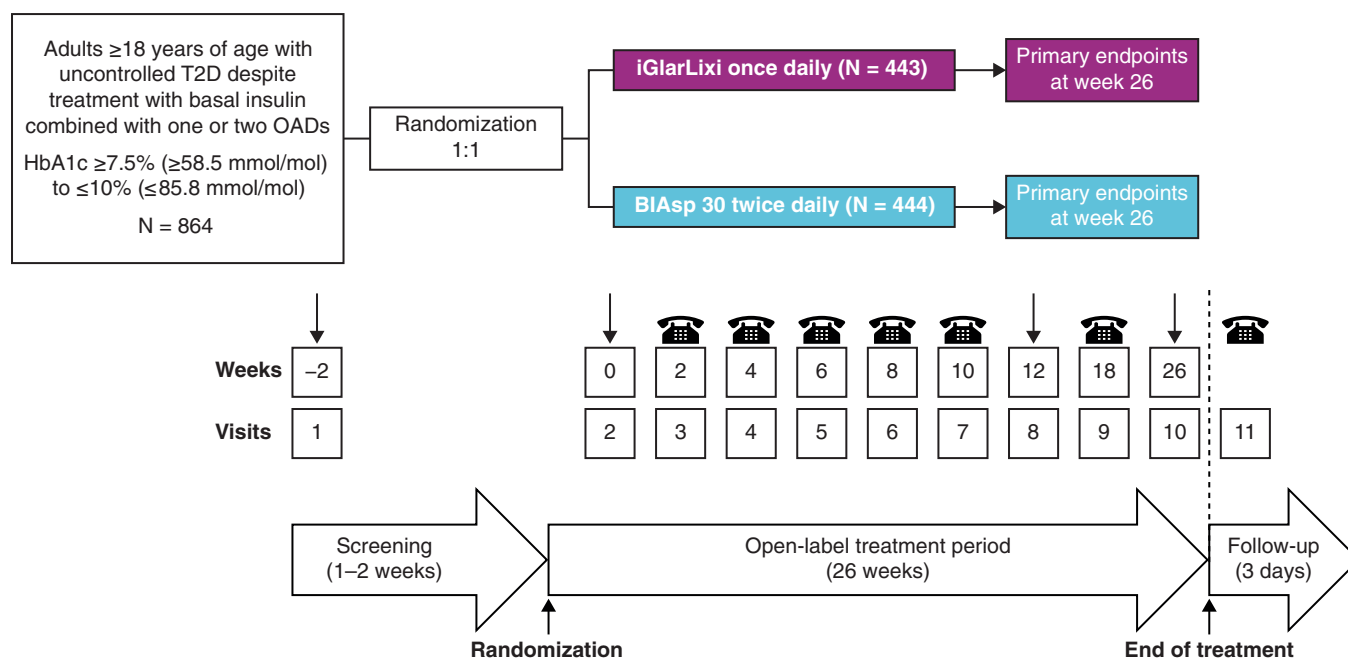 Adults ≥18 years of age with
uncontrolled T2D despite
treatment with basal insulin
combined with one or two OADs
HbA1c ≥7.5% (≥58.5 mmol/mol)
to ≤10% (≤85.8 mmol/mol)
N = 864
Randomization
1:1
iGlarLixi once daily (N = 443)
Primary endpoints
at week 26
BIAsp 30 twice daily (N = 444)
Primary endpoints
at week 26
Weeks −2 0 2 4 6 8 10 12 18 26
Visits 1 2 3 4 5 6 7 8 9 10 11
Screening
(1–2 weeks)
Open-label treatment period
(26 weeks)
Follow-up
(3 days)
Randomization
End of treatment